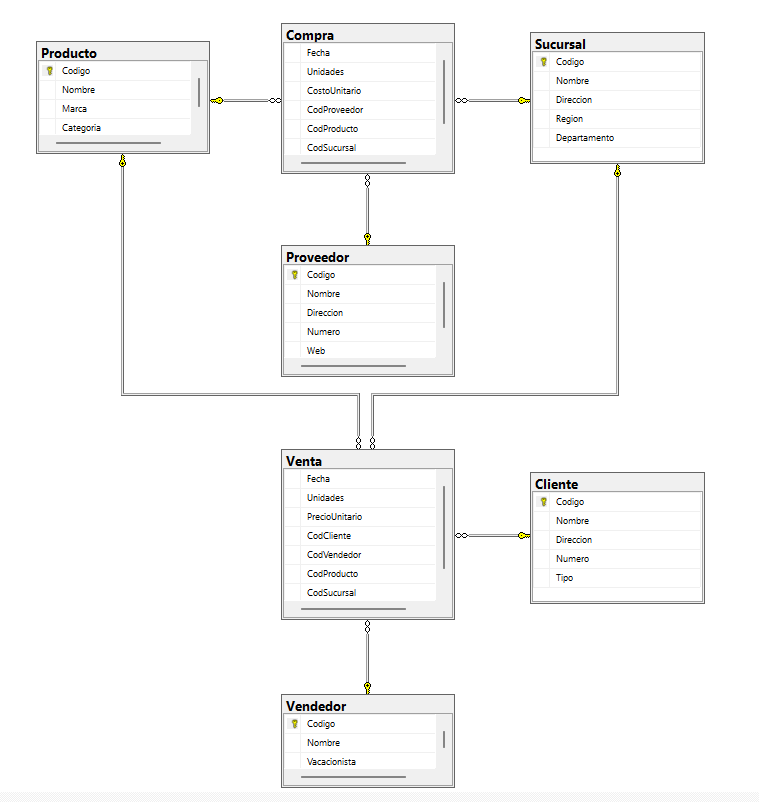 Producto
Codigo
Nombre
Marca
Categoria
Compra
Fecha
Unidades
CostoUnitario
CodProveedor
CodProducto
CodSucursal
Sucursal
Codigo
Nombre
Direccion
Region
Departamento
Proveedor
Codigo
Nombre
Direccion
Numero
Web
Venta
Fecha
Unidades
PrecioUnitario
CodCliente
CodVendedor
CodProducto
CodSucursal
Cliente
Codigo
Nombre
Direccion
Numero
Tipo
Vendedor
Codigo
Nombre
Vacacionista